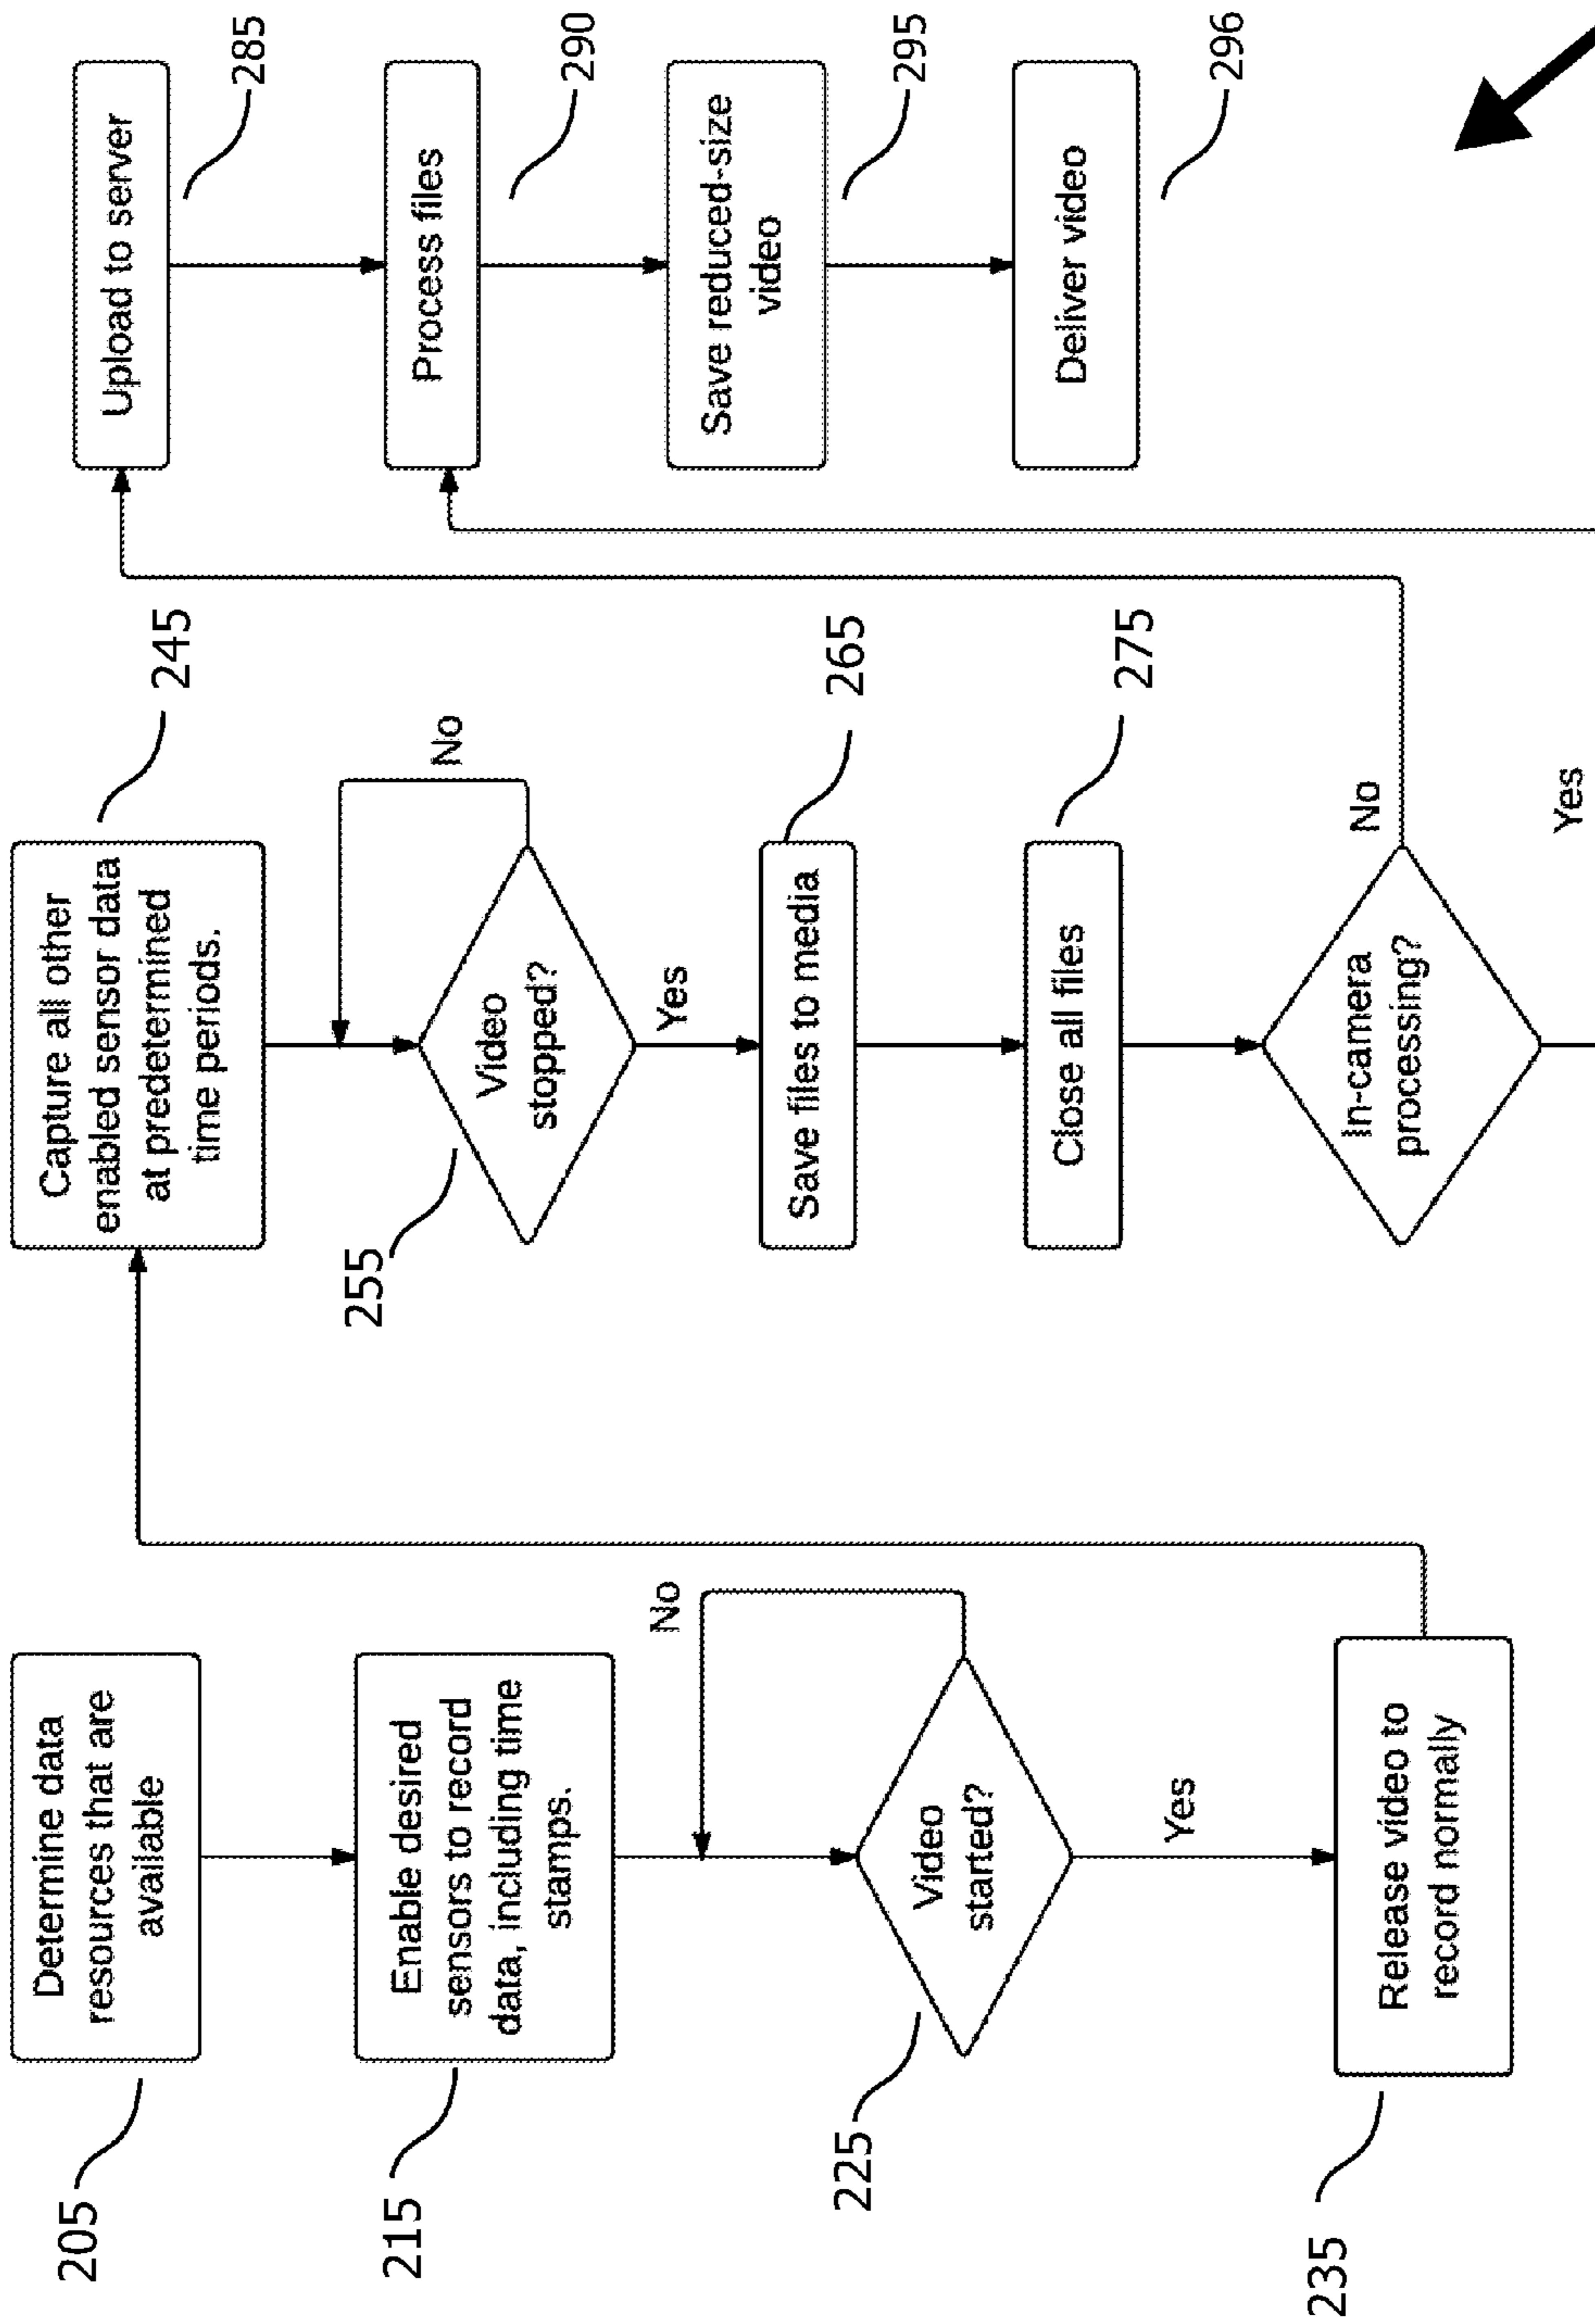 205
Determine data
resources that are
available
215
Enable desired
sensors to record
data, including time
stamps.
No
225
Video
started?
Yes
235
Release video to
record normally
Capture all other
enabled sensor data
at predetermined
time periods.
245
No
255
Video
stopped?
Yes
Save files to media
265
Close all files
275
In-camera
processing?
No
Yes
Upload to server
285
Process files
290
Save reduced-size
video
295
Deliver video
296